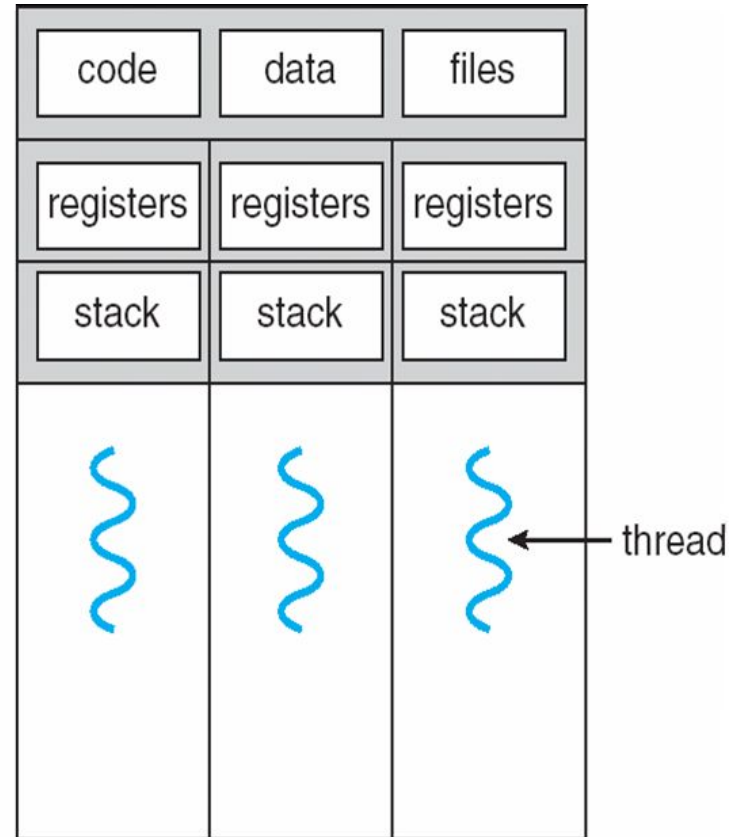 code data files
registers registers registers
stack stack stack
thread